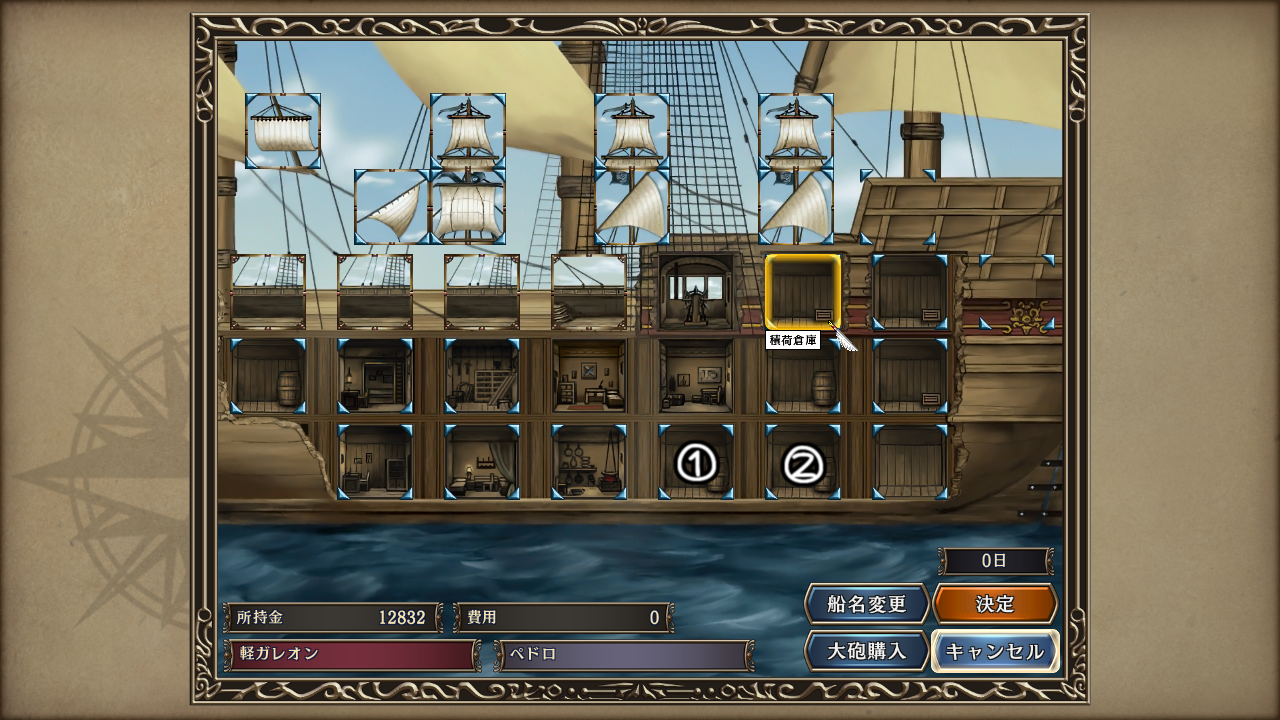 積荷倉庫
①
②
0日
船名変更
決定
所持金 12832
費用 0
大砲購入
キャンセル
軽ガレオン
ペドロ